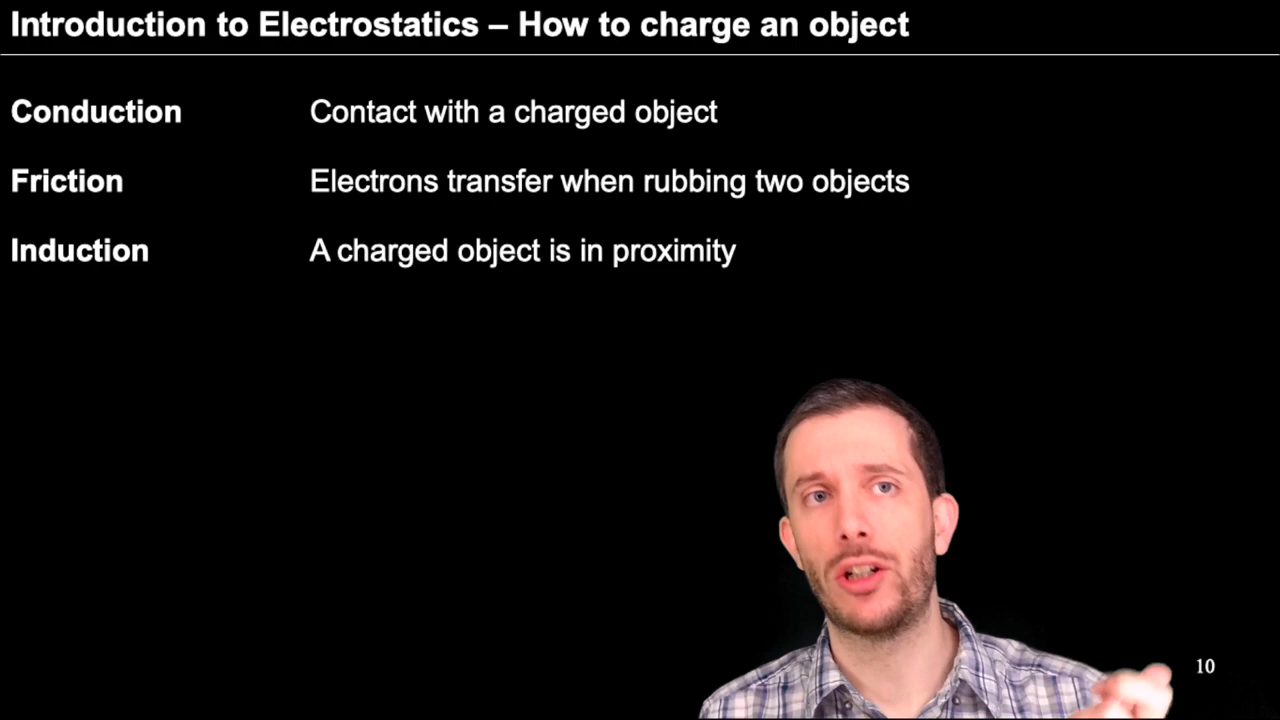 Introduction to Electrostatics – How to charge an object
Conduction Contact with a charged object
Friction Electrons transfer when rubbing two objects
Induction A charged object is in proximity
10